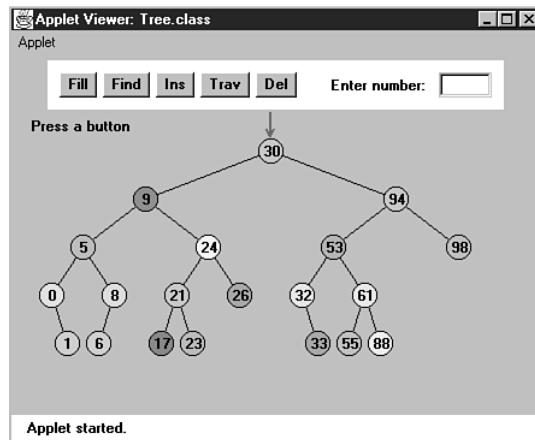 Applet Viewer: Tree.class
Applet
Fill Find Ins Trav Del Enter number:
Press a button
30
9 94
5 24 53 98
0 8 21 26 32 61
1 6 17 23 33 55 88
Applet started.